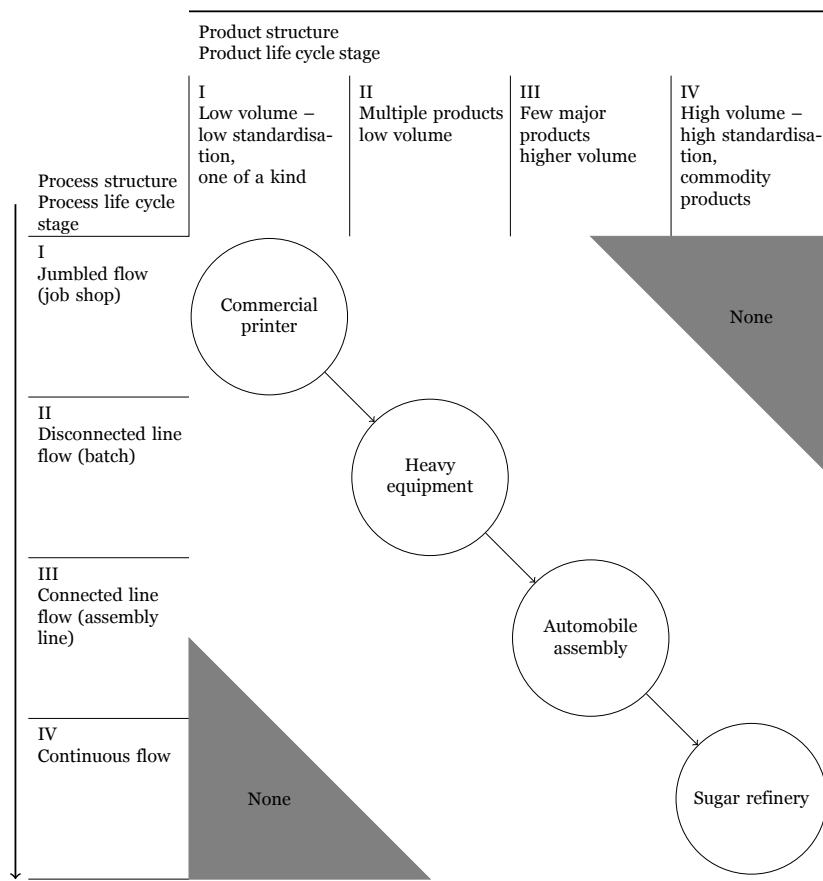 Product structure
Product life cycle stage
I
Low volume –
low standardisa-
tion,
one of a kind
II
Multiple products
low volume
III
Few major
products
higher volume
IV
High volume –
high standardisa-
tion,
commodity
products
Process structure
Process life cycle
stage
I
Jumbled flow
(job shop)
Commercial
printer
None
II
Disconnected line
flow (batch)
Heavy
equipment
III
Connected line
flow (assembly
line)
Automobile
assembly
IV
Continuous flow
None
Sugar refinery